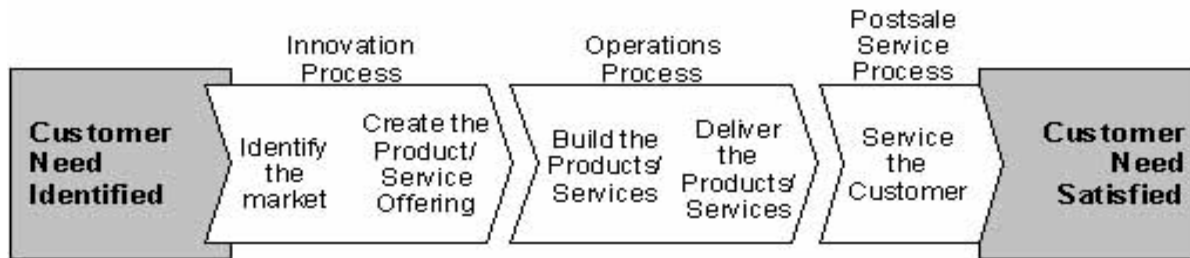 Innovation
Process
Operations
Process
Postsale
Service
Process
Customer
Need
Identified
Identify
the
market
Create the
Product/
Service
Offering
Build the
Products/
Services
Deliver
the
Products/
Services
Service
the
Customer
Customer
Need
Satisfied